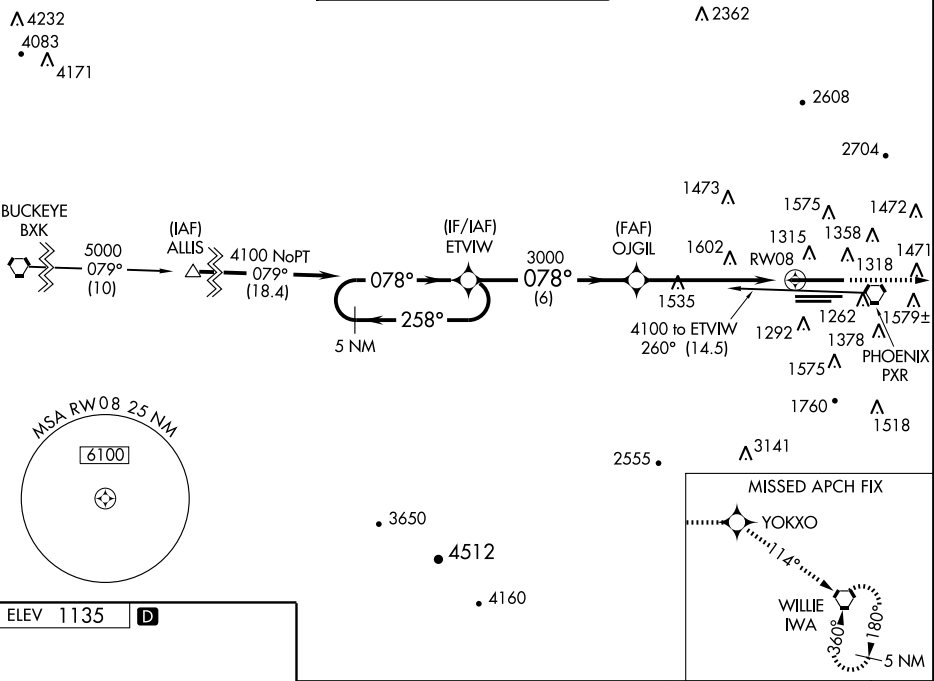 4232
4083
4171
2362
2608
2704
1473
1575
1472
1315
1358
1471
1602
RW08
1318
1535
1262
1579±
1292
1378
1575
PHOENIX
PXR
1760
1518
BUCKEYE
BXK
5000
079°
(10)
(IAF)
ALLIS
4100 NoPT
079°
(18.4)
078°
258°
5 NM
(IF/IAF)
ETVIW
3000
078°
(6)
(FAF)
OJGIL
4100 to ETVIW
260° (14.5)
MSA RW08 25 NM
6100
2555
3141
3650
4512
4160
MISSED APCH FIX
YOKXO
114°
WILLIE
IWA
360°
180°
5 NM
ELEV 1135 D